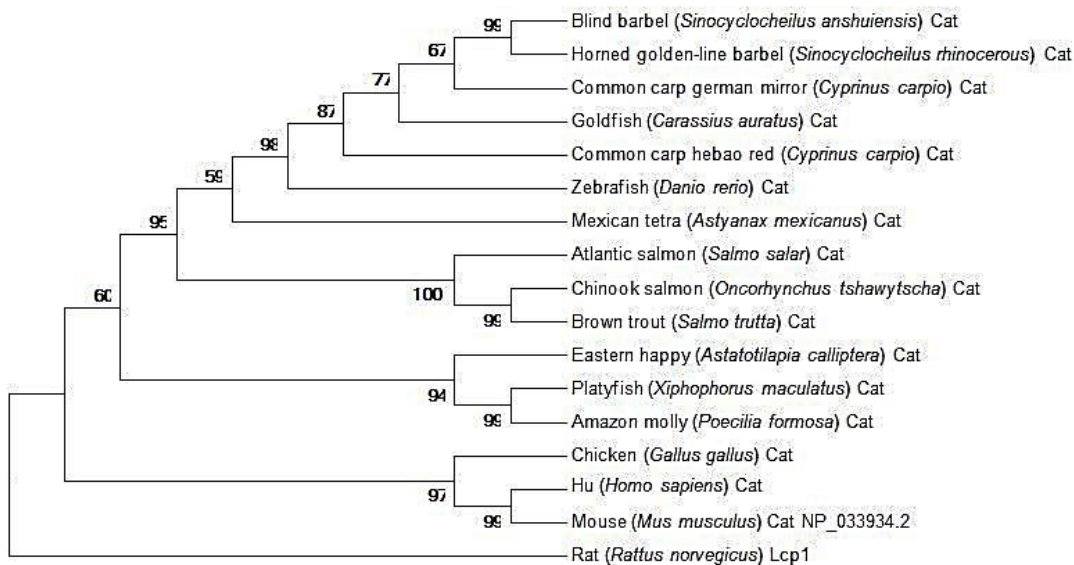 99
Blind barbel (Sinocyclocheilus anshuiensis) Cat
Horned golden-line barbel (Sinocyclocheilus rhinocerous) Cat
67
Common carp german mirror (Cyprinus carpio) Cat
77
Goldfish (Carassius auratus) Cat
87
Common carp hebao red (Cyprinus carpio) Cat
98
Zebrafish (Danio rerio) Cat
59
Mexican tetra (Astyanax mexicanus) Cat
95
Atlantic salmon (Salmo salar) Cat
100
Chinook salmon (Oncorhynchus tshawytscha) Cat
99
Brown trout (Salmo trutta) Cat
60
Eastern happy (Astatotilapia calliptera) Cat
94
Platyfish (Xiphophorus maculatus) Cat
99
Amazon molly (Poecilia formosa) Cat
Chicken (Gallus gallus) Cat
97
Hu (Homo sapiens) Cat
99
Mouse (Mus musculus) Cat NP_033934.2
Rat (Rattus norvegicus) Lcp1